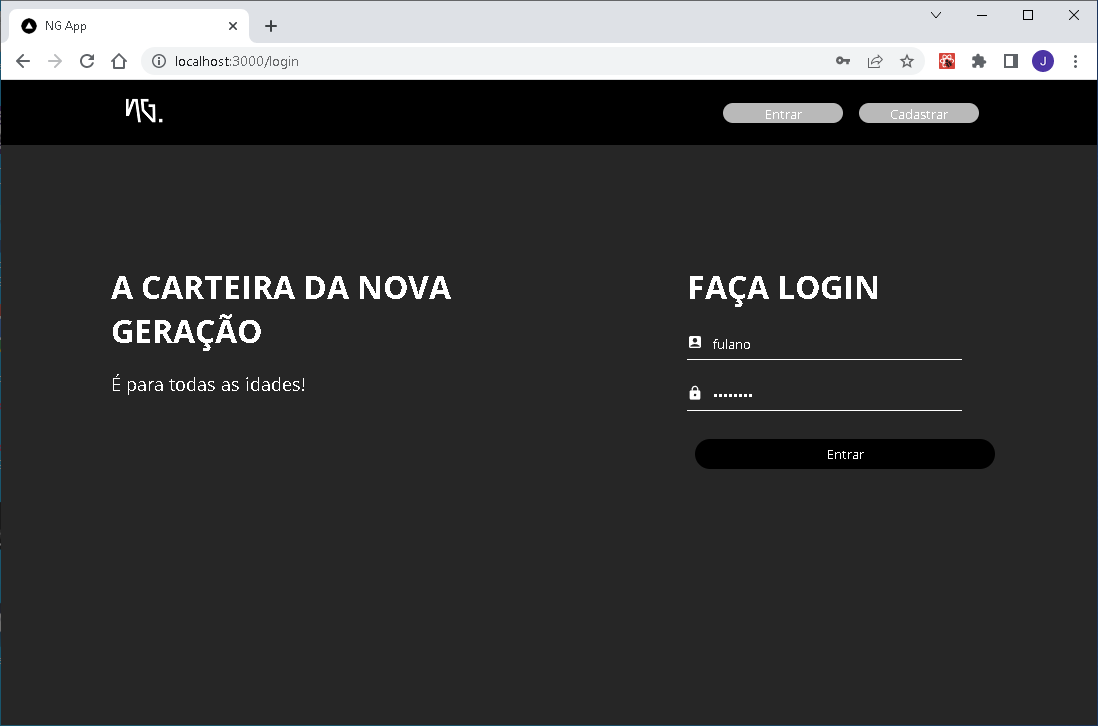 NG App
localhost:3000/login
J
NG.
Entrar
Cadastrar
A CARTEIRA DA NOVA
GERAÇÃO
É para todas as idades!
FAÇA LOGIN
fulano
••••••••
Entrar